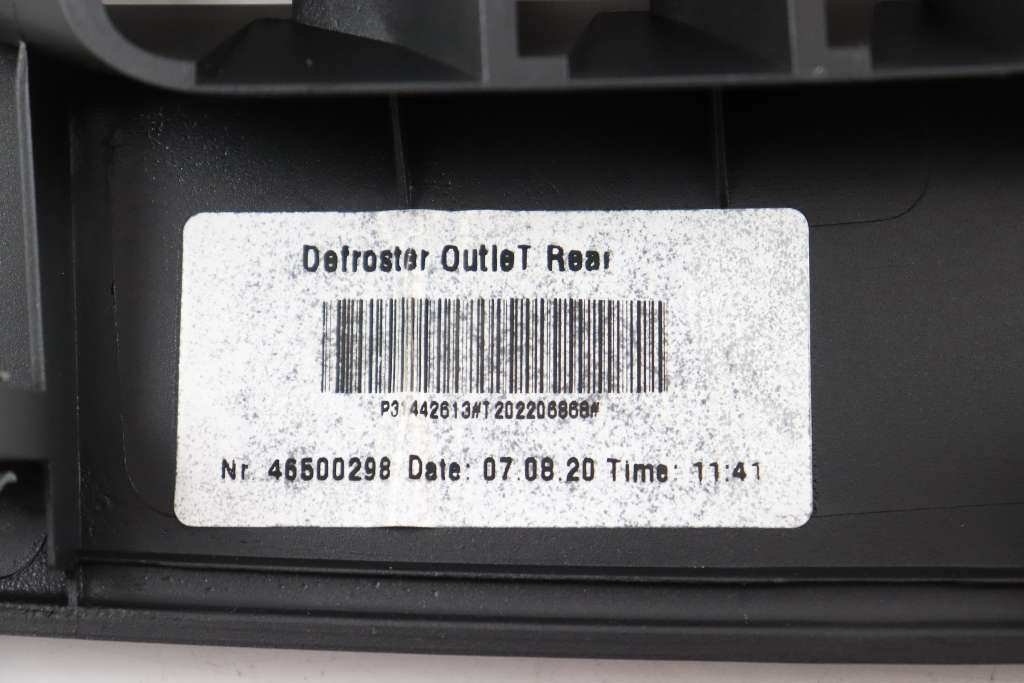 Defroster OutleT Rear
P31442613#T202206868#
Nr. 46500298 Date: 07.08.20 Time: 11:41